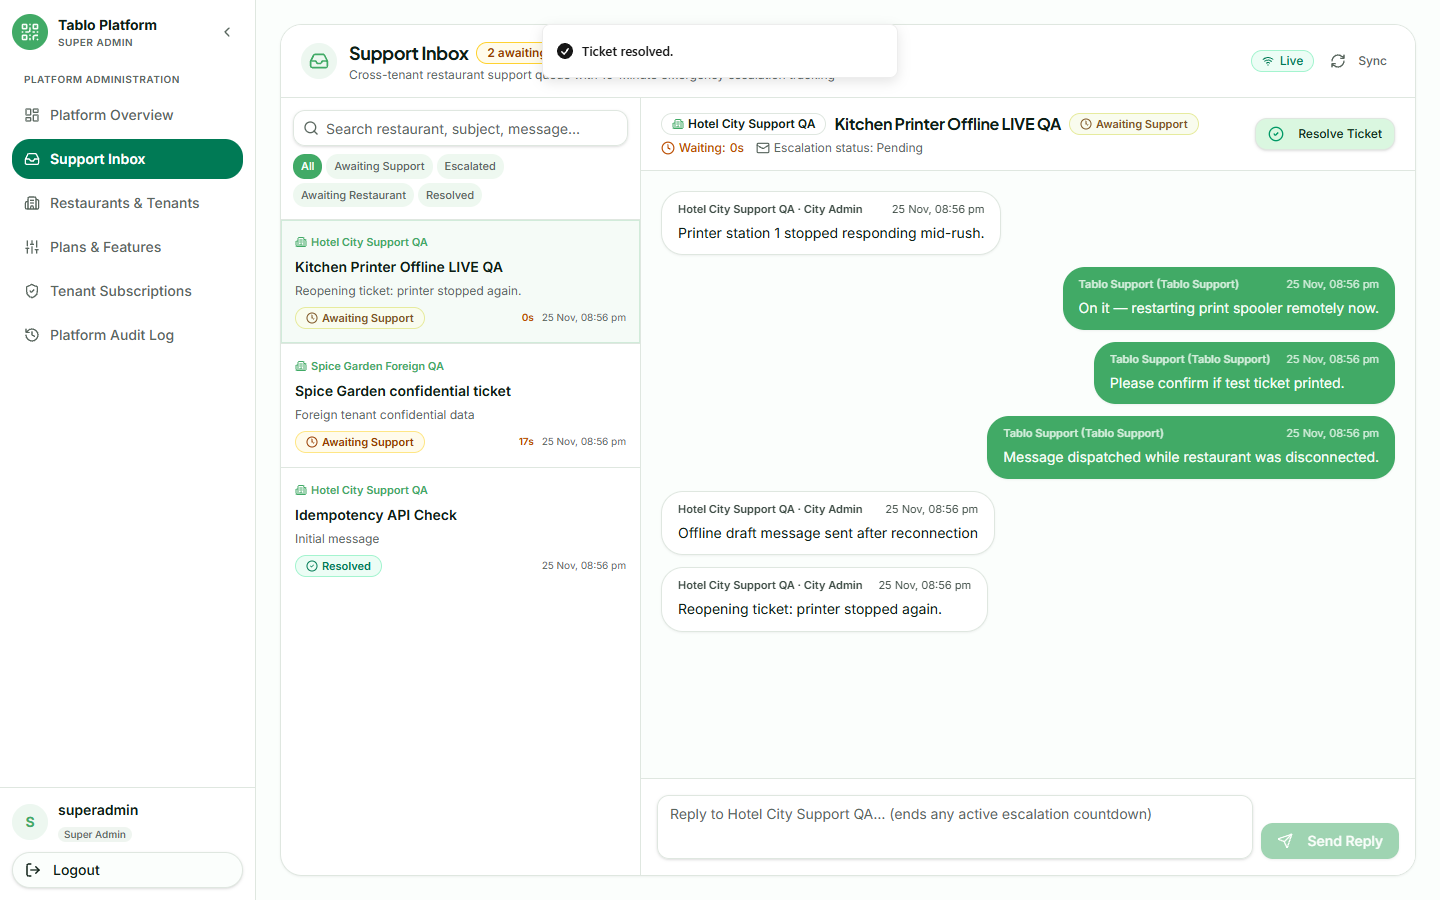 Tablo Platform
SUPER ADMIN
PLATFORM ADMINISTRATION
Platform Overview
Support Inbox
Restaurants & Tenants
Plans & Features
Tenant Subscriptions
Platform Audit Log
S
superadmin
Super Admin
Logout
Support Inbox
2 awaiting
Cross-tenant restaurant support
Ticket resolved.
Live
Sync
Search restaurant, subject, message...
All
Awaiting Support
Escalated
Awaiting Restaurant
Resolved
Hotel City Support QA
Kitchen Printer Offline LIVE QA
Reopening ticket: printer stopped again.
Awaiting Support
0s
25 Nov, 08:56 pm
Spice Garden Foreign QA
Spice Garden confidential ticket
Foreign tenant confidential data
Awaiting Support
17s
25 Nov, 08:56 pm
Hotel City Support QA
Idempotency API Check
Initial message
Resolved
25 Nov, 08:56 pm
Hotel City Support QA
Kitchen Printer Offline LIVE QA
Awaiting Support
Waiting: 0s
Escalation status: Pending
Resolve Ticket
Hotel City Support QA · City Admin 25 Nov, 08:56 pm
Printer station 1 stopped responding mid-rush.
Tablo Support (Tablo Support) 25 Nov, 08:56 pm
On it — restarting print spooler remotely now.
Tablo Support (Tablo Support) 25 Nov, 08:56 pm
Please confirm if test ticket printed.
Tablo Support (Tablo Support) 25 Nov, 08:56 pm
Message dispatched while restaurant was disconnected.
Hotel City Support QA · City Admin 25 Nov, 08:56 pm
Offline draft message sent after reconnection
Hotel City Support QA · City Admin 25 Nov, 08:56 pm
Reopening ticket: printer stopped again.
Reply to Hotel City Support QA... (ends any active escalation countdown)
Send Reply